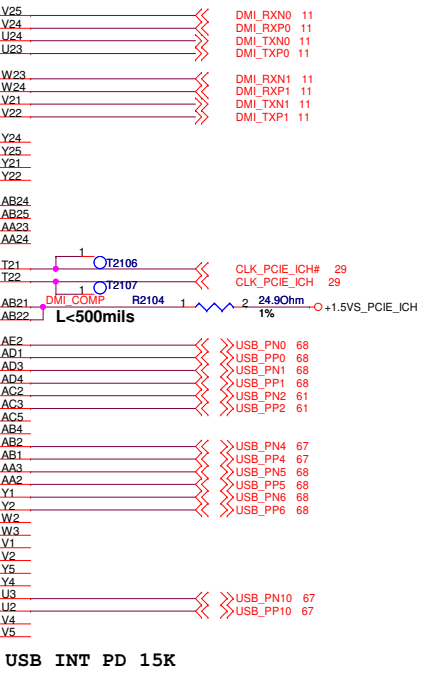 V25 DMI_RXN0 11
V24 DMI_RXP0 11
U24 DMI_TXN0 11
U23 DMI_TXP0 11
W23 DMI_RXN1 11
W24 DMI_RXP1 11
V21 DMI_TXN1 11
V22 DMI_TXP1 11
Y24
Y25
Y21
Y22
AB24
AB25
AA23
AA24
1 T2106
T21 CLK_PCIE_ICH# 29
T22 CLK_PCIE_ICH 29
1 T2107
AB21 DMI_COMP R2104 1 2 24.9Ohm +1.5VS_PCIE_ICH
AB22 L<500mils 1%
AE2 USB_PN0 68
AD1 USB_PP0 68
AD3 USB_PN1 68
AD4 USB_PP1 68
AC2 USB_PN2 61
AC3 USB_PP2 61
AC5
AB4
AB2 USB_PN4 67
AB1 USB_PP4 67
AA3 USB_PN5 68
AA2 USB_PP5 68
Y1 USB_PN6 68
Y2 USB_PP6 68
W2
W3
V1
V2
Y5
Y4
U3 USB_PN10 67
U2 USB_PP10 67
V4
V5
USB INT PD 15K